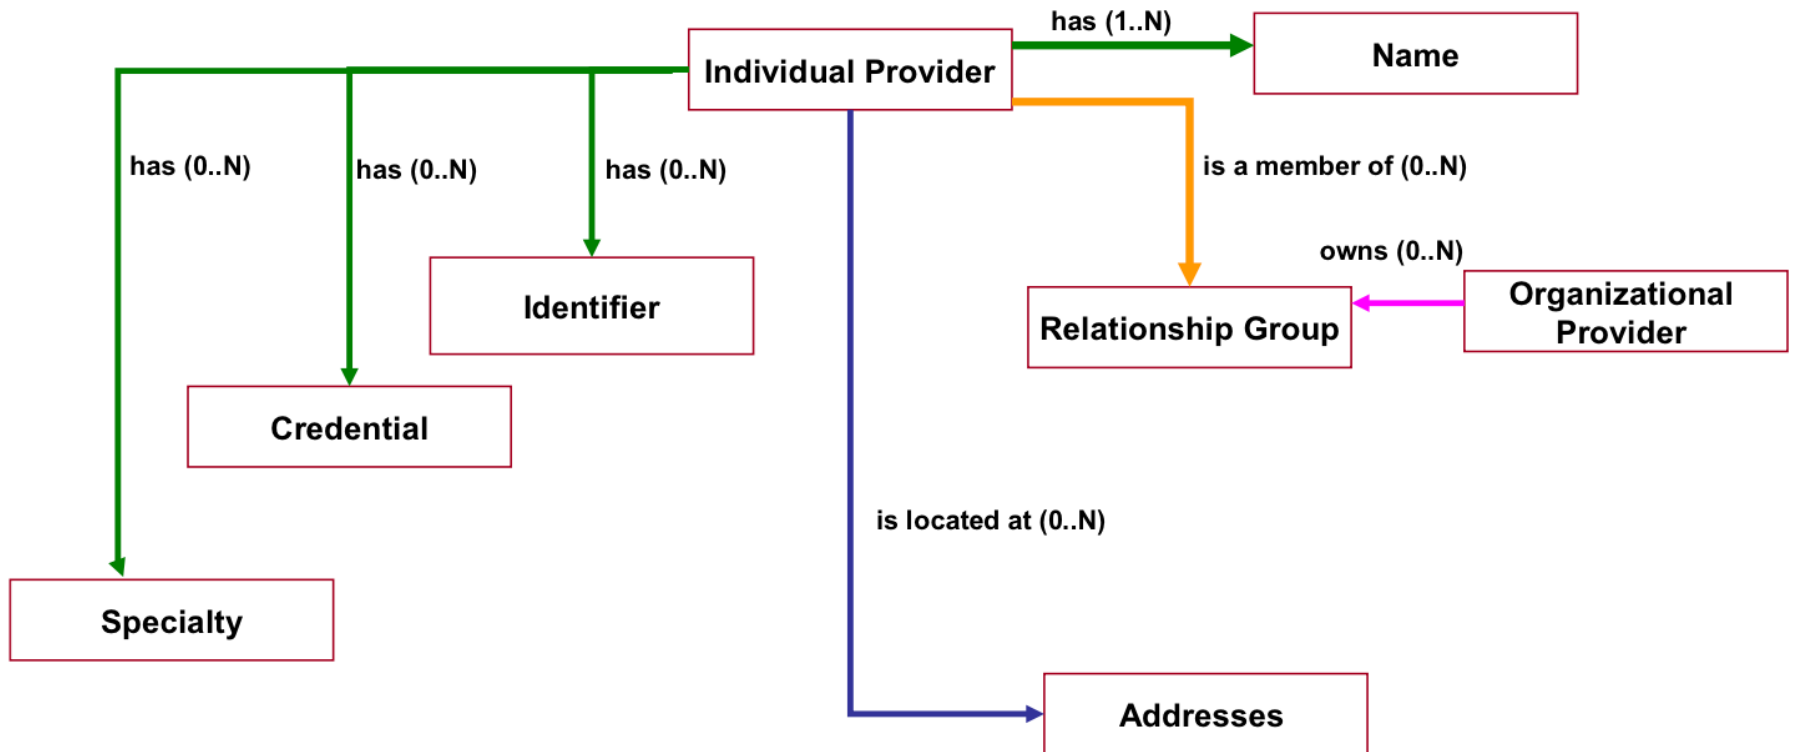 has (1..N)
Individual Provider
Name
has (0..N)
has (0..N)
has (0..N)
is a member of (0..N)
owns (0..N)
Identifier
Relationship Group
Organizational
Provider
Credential
is located at (0..N)
Specialty
Addresses